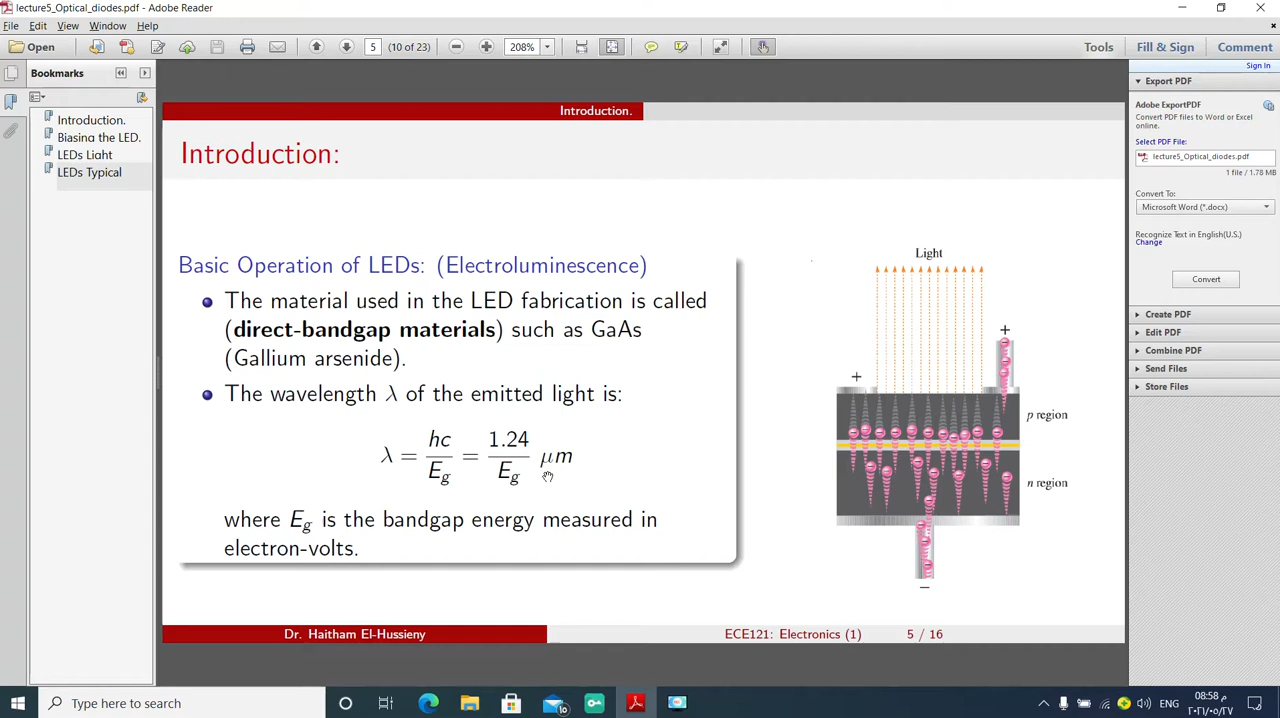 lecture5_Optical_diodes.pdf - Adobe Reader
File Edit View Window Help
Open 5 (10 of 23) 208% Tools Fill & Sign Comment
Sign In
Bookmarks
Introduction.
Biasing the LED.
LEDs Light
LEDs Typical
Introduction.
Introduction:
Basic Operation of LEDs: (Electroluminescence)
The material used in the LED fabrication is called
(direct-bandgap materials) such as GaAs
(Gallium arsenide).
The wavelength λ of the emitted light is:
λ = hc/E_g = 1.24/E_g μm
where E_g is the bandgap energy measured in
electron-volts.
Light
+
+
p region
n region
−
Dr. Haitham El-Hussieny ECE121: Electronics (1) 5 / 16
Export PDF
Adobe ExportPDF
Convert PDF files to Word or Excel
online.
Select PDF File:
lecture5_Optical_diodes.pdf
1 file / 1.78 MB
Convert To:
Microsoft Word (*.docx)
Recognize Text in English(U.S.)
Change
Convert
Create PDF
Edit PDF
Combine PDF
Send Files
Store Files
Type here to search
ENG
08:58 م
٢٠٢١/٠٥/٢٧